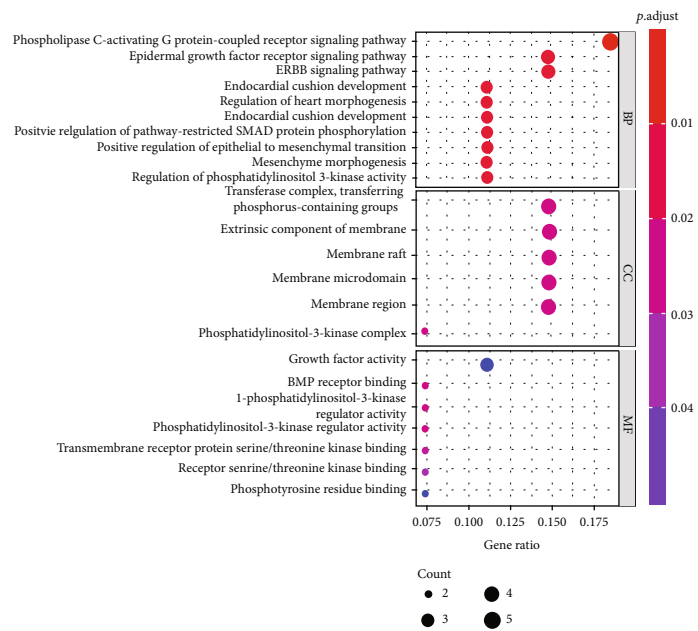 p.adjust
Phospholipase C-activating G protein-coupled receptor signaling pathway
Epidermal growth factor receptor signaling pathway
ERBB signaling pathway
Endocardial cushion development
Regulation of heart morphogenesis
Endocardial cushion development
Positvie relgulation of pathway-restricted SMAD protein phosphorylation
Positive regulation of epithelial to mesenchymal transition
Mesenchyme morphogenesis
Regulation of phosphatidylinositol 3-kinase activity
BP
Transferase complex, transferring
phosphorus-containing groups
Extrinsic component of membrane
Membrane raft
Membrane microdomain
Membrane region
Phosphatidylinositol-3-kinase complex
CC
Growth factor activity
BMP receptor binding
1-phosphatidylinositol-3-kinase
regulator activity
Phosphatidylinositol-3-kinase regulator activity
Transmembrane receptor protein serine/threonine kinase binding
Receptor senrine/threonine kinase binding
Phosphotyrosine residue binding
MF
0.01
0.02
0.03
0.04
0.075 0.100 0.125 0.150 0.175
Gene ratio
Count
2 4
3 5